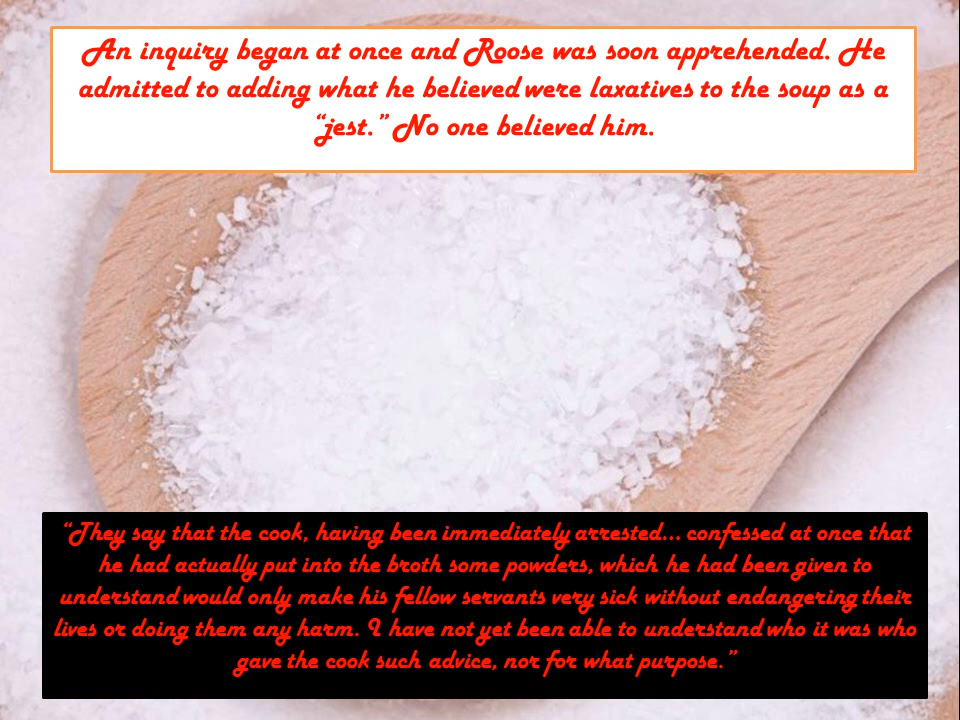 An inquiry began at once and Roose was soon apprehended. He
admitted to adding what he believed were laxatives to the soup as a
“jest.” No one believed him.
“They say that the cook, having been immediately arrested... confessed at once that
he had actually put into the broth some powders, which he had been given to
understand would only make his fellow servants very sick without endangering their
lives or doing them any harm. I have not yet been able to understand who it was who
gave the cook such advice, nor for what purpose.”